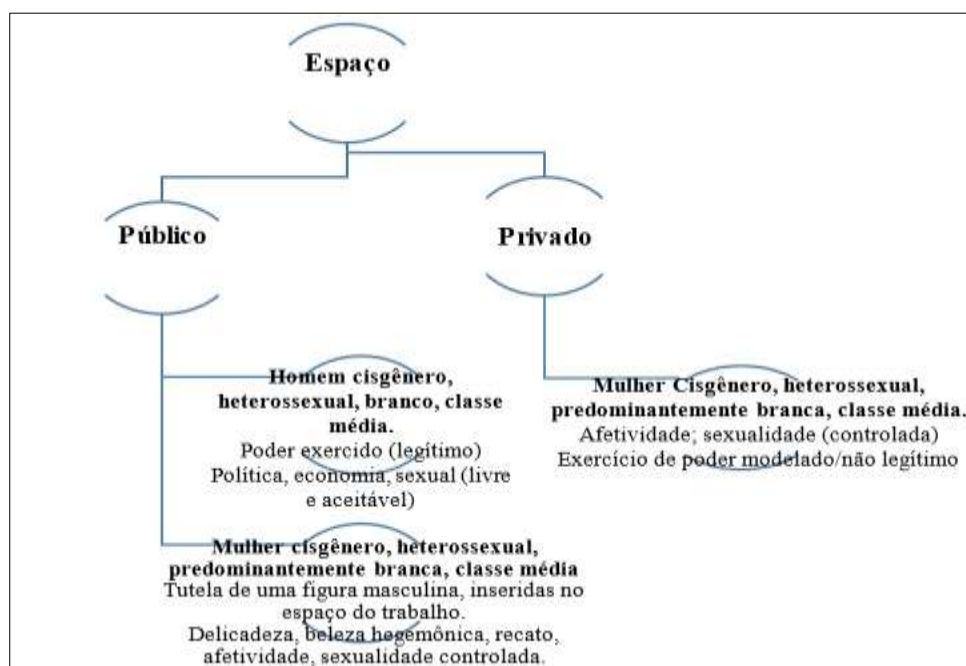 Espaço
Público
Privado
Homem cisgênero,
heterossexual, branco, classe
média.
Poder exercido (legítimo)
Política, economia, sexual (livre
e aceitável)
Mulher Cisgênero, heterossexual,
predominantemente branca, classe média.
Afetividade; sexualidade (controlada)
Exercício de poder modelado/não legítimo
Mulher cisgênero, heterossexual,
predominantemente branca, classe média
Tutela de uma figura masculina, inseridas no
espaço do trabalho.
Delicadeza, beleza hegemônica, recato,
afetividade, sexualidade controlada.